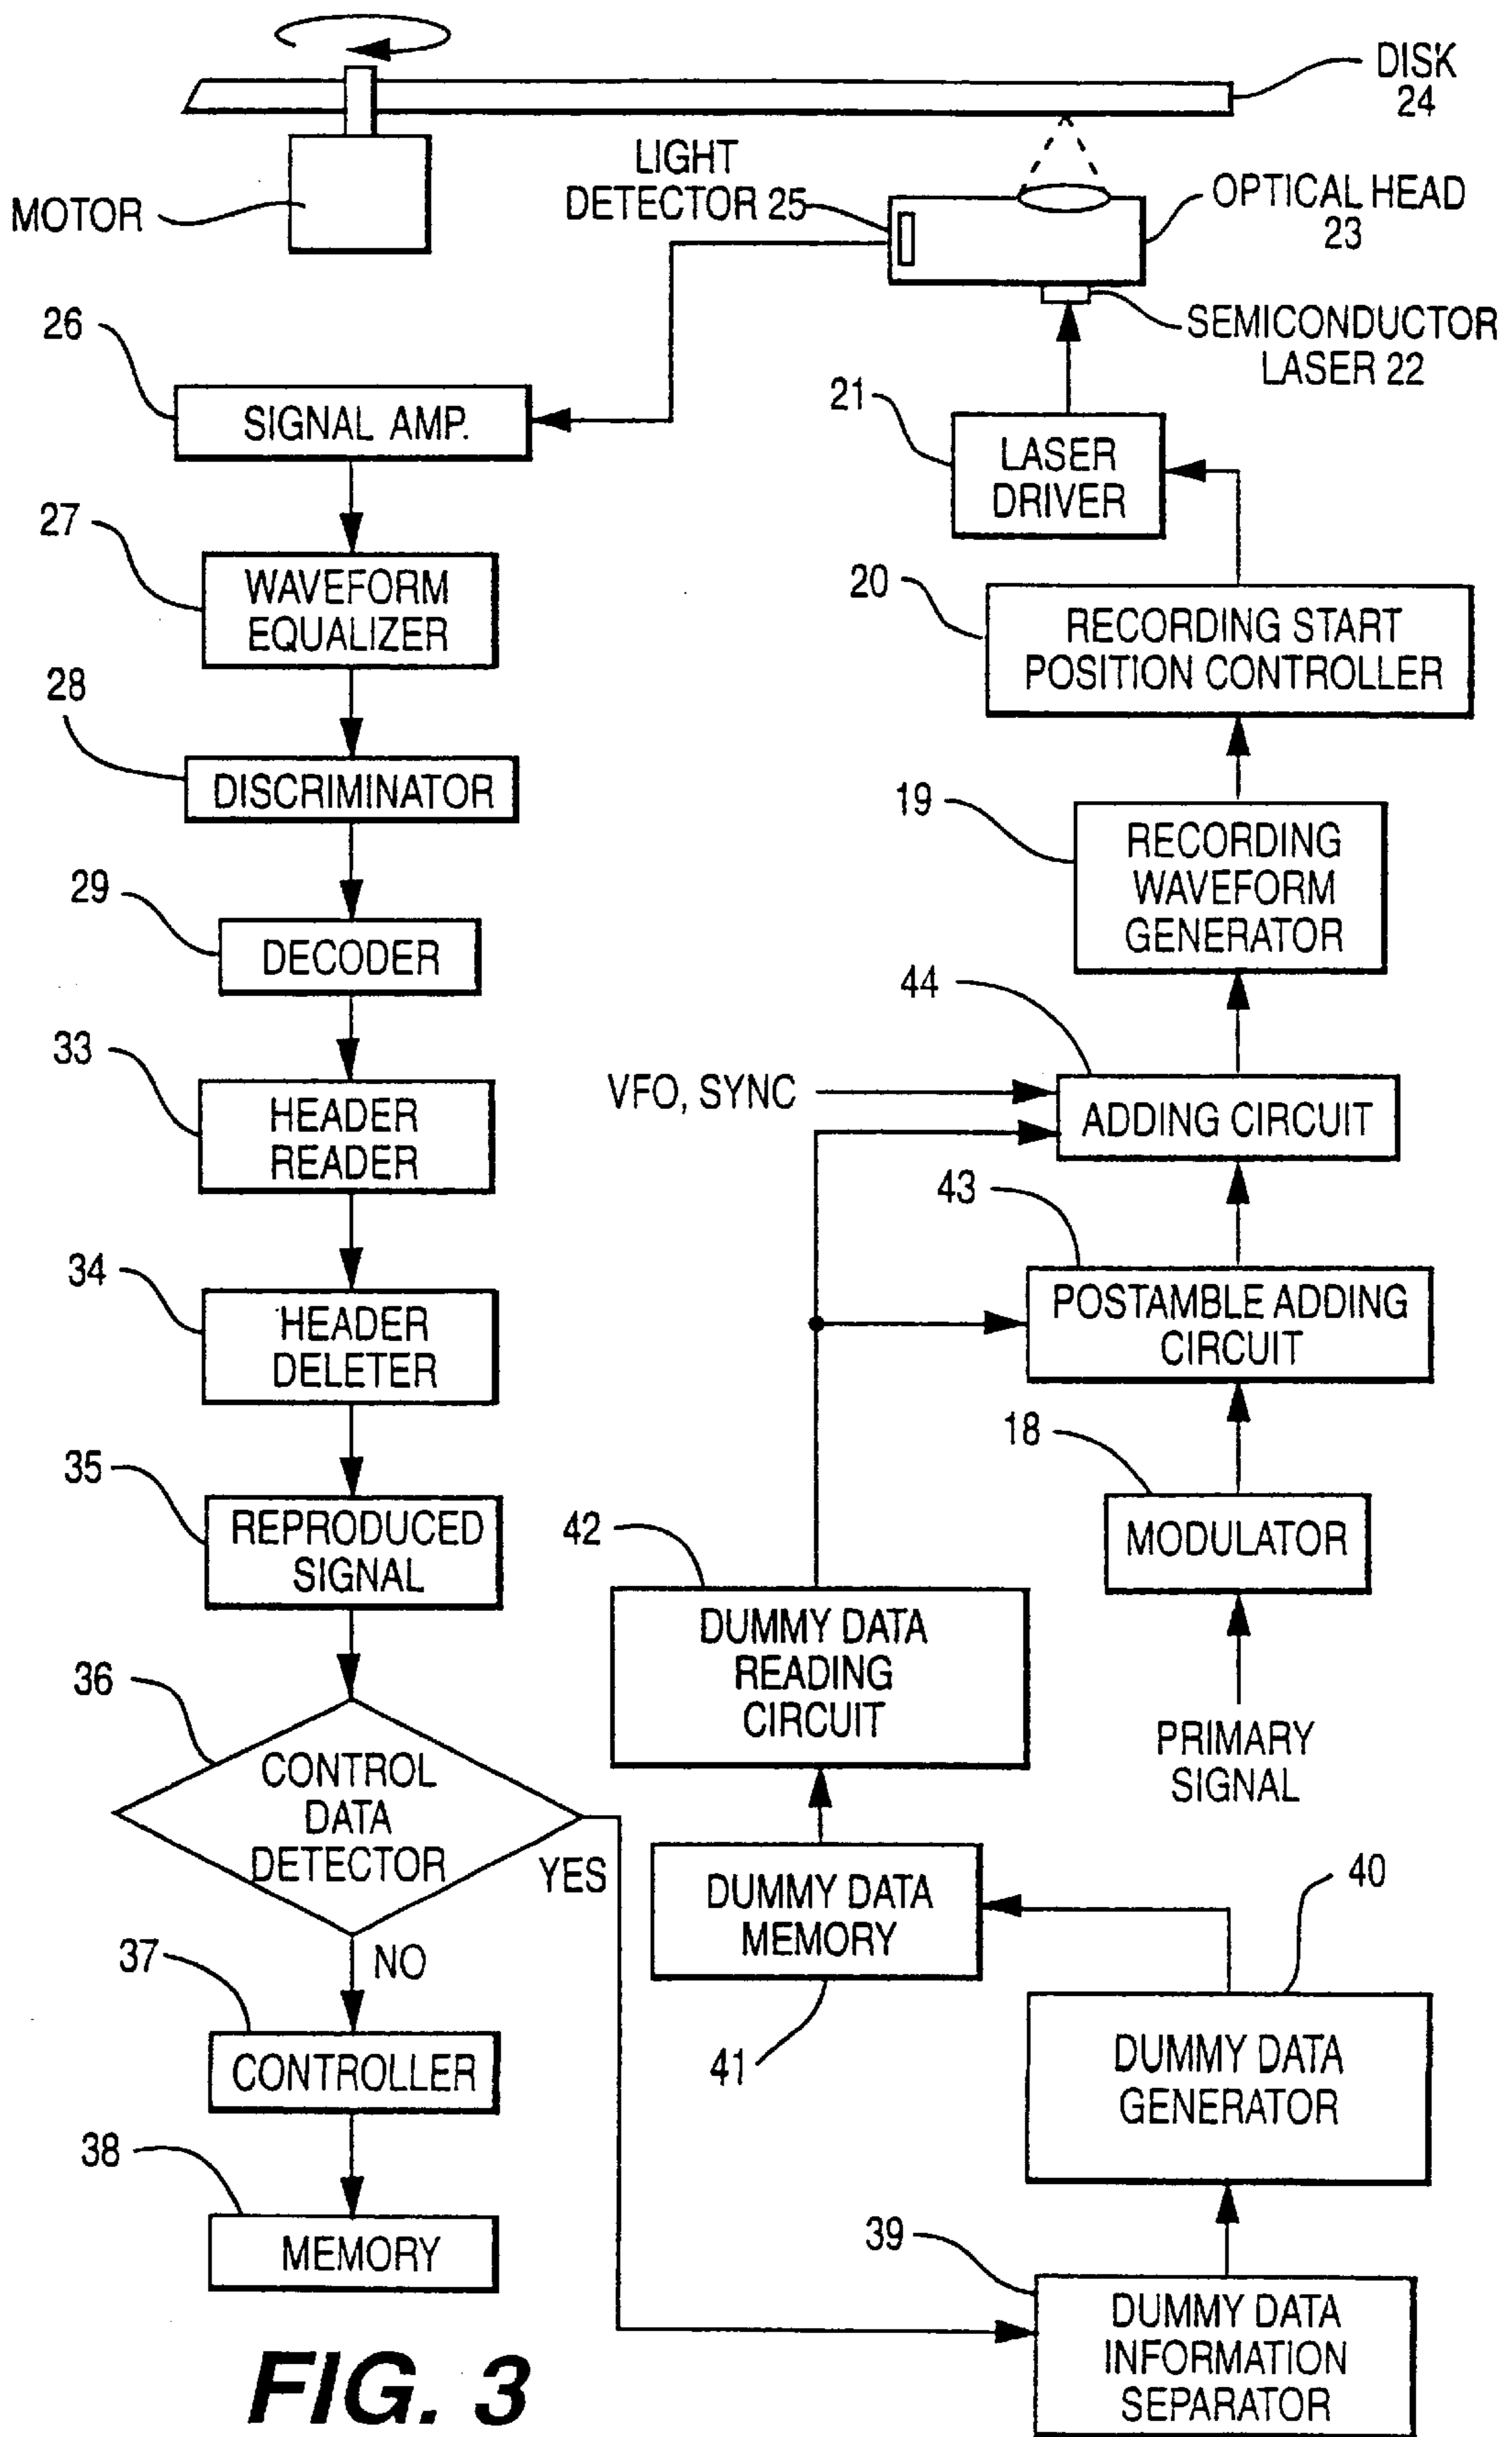 DISK
24
MOTOR
LIGHT
DETECTOR 25
OPTICAL HEAD
23
SEMICONDUCTOR
LASER 22
26
SIGNAL AMP.
21
LASER
DRIVER
27
WAVEFORM
EQUALIZER
20
RECORDING START
POSITION CONTROLLER
28
DISCRIMINATOR
19
RECORDING
WAVEFORM
GENERATOR
29
DECODER
44
VFO, SYNC
ADDING CIRCUIT
33
HEADER
READER
43
POSTAMBLE ADDING
CIRCUIT
34
HEADER
DELETER
18
MODULATOR
PRIMARY
SIGNAL
35
REPRODUCED
SIGNAL
42
DUMMY DATA
READING
CIRCUIT
36
CONTROL
DATA
DETECTOR
YES
NO
DUMMY DATA
MEMORY
41
40
DUMMY DATA
GENERATOR
37
CONTROLLER
38
MEMORY
39
DUMMY DATA
INFORMATION
SEPARATOR
FIG. 3